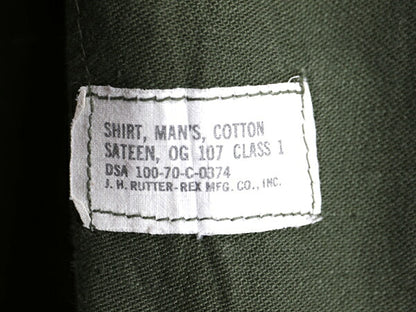 SHIRT, MAN'S, COTTON
SATEEN, OG 107 CLASS 1
DSA 100-70-C-0374
J. H. RUTTER-REX MFG. CO., INC.